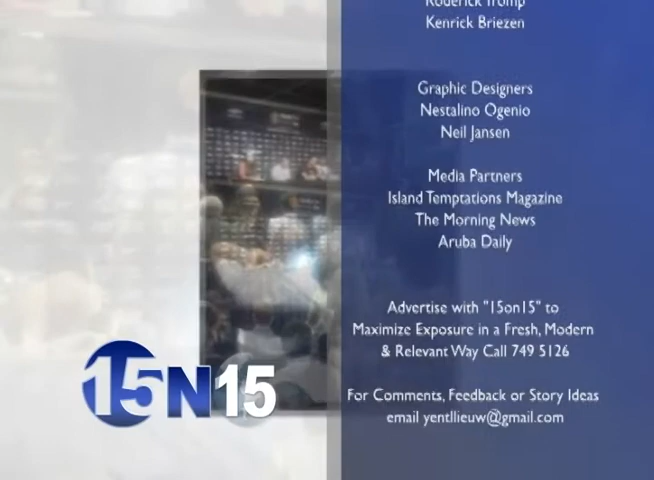 Roderick Tromp
Kenrick Briezen
Graphic Designers
Nestalino Ogenio
Neil Jansen
Media Partners
Island Temptations Magazine
The Morning News
Aruba Daily
Advertise with "15on15" to
Maximize Exposure in a Fresh, Modern
& Relevant Way Call 749 5126
For Comments, Feedback or Story Ideas
email yentllieuw@gmail.com
15N15